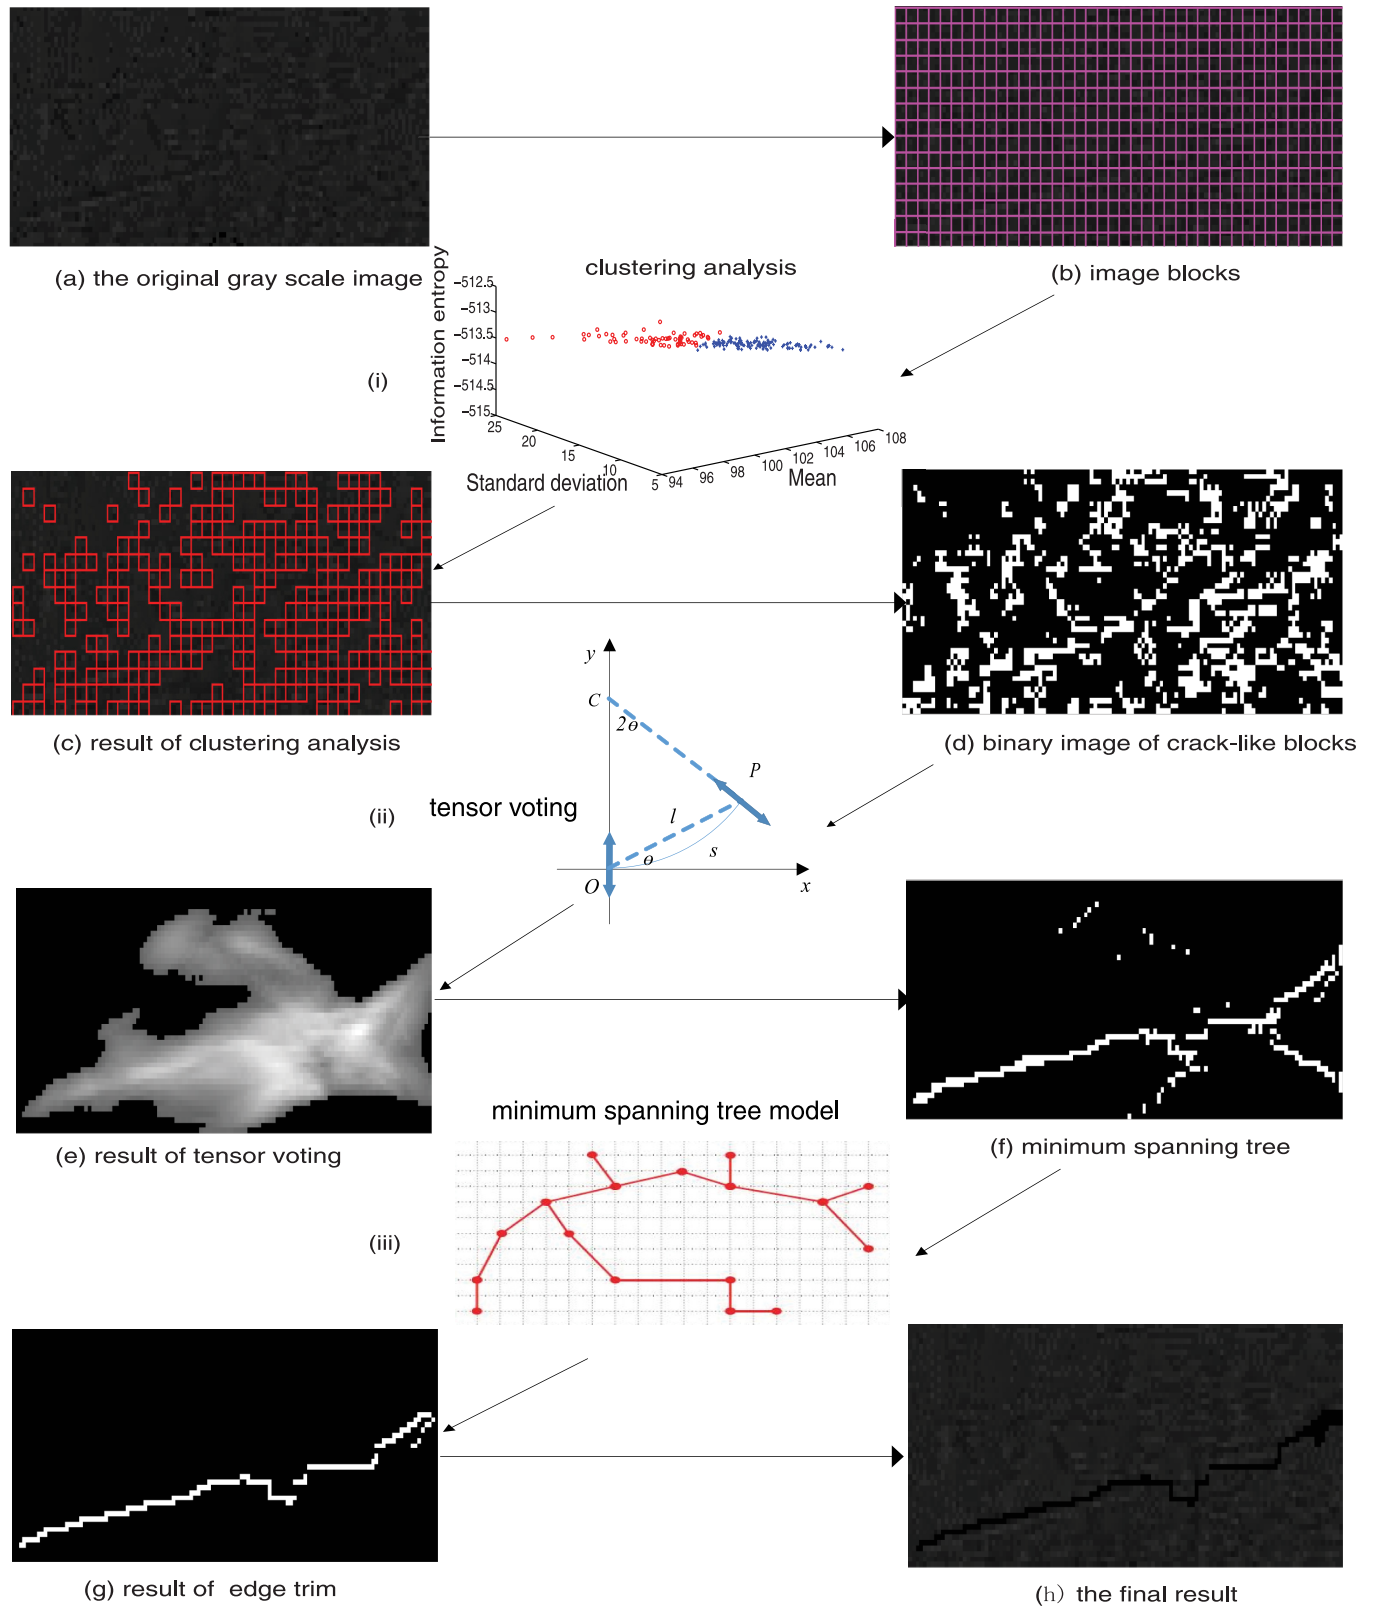 (a) the original gray scale image
(b) image blocks
clustering analysis
Information entropy
−512.5
−513
−513.5
−514
−514.5
−515
25
20
15
10
5
94
96
98
100
102
104
106
108
Standard deviation
Mean
(i)
(c) result of clustering analysis
(d) binary image of crack-like blocks
y
C
2θ
P
l
s
θ
O
x
(ii)
tensor voting
(e) result of tensor voting
(f) minimum spanning tree
minimum spanning tree model
(iii)
(g) result of edge trim
(h) the final result